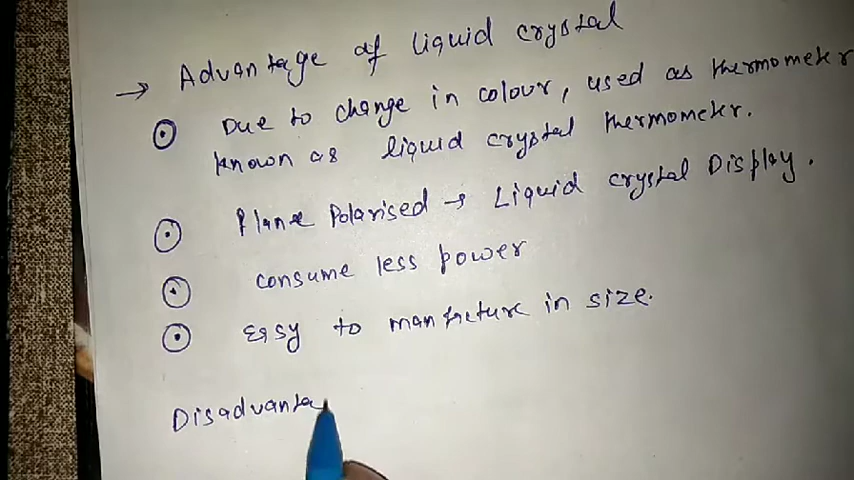 → Advantage of liquid crystal
⊙ Due to change in colour, used as thermometer
known as liquid crystal thermometer.
⊙ Plane Polarised → Liquid crystal Display.
⊙ consume less power
⊙ Easy to manfacture in size.
Disadvanta